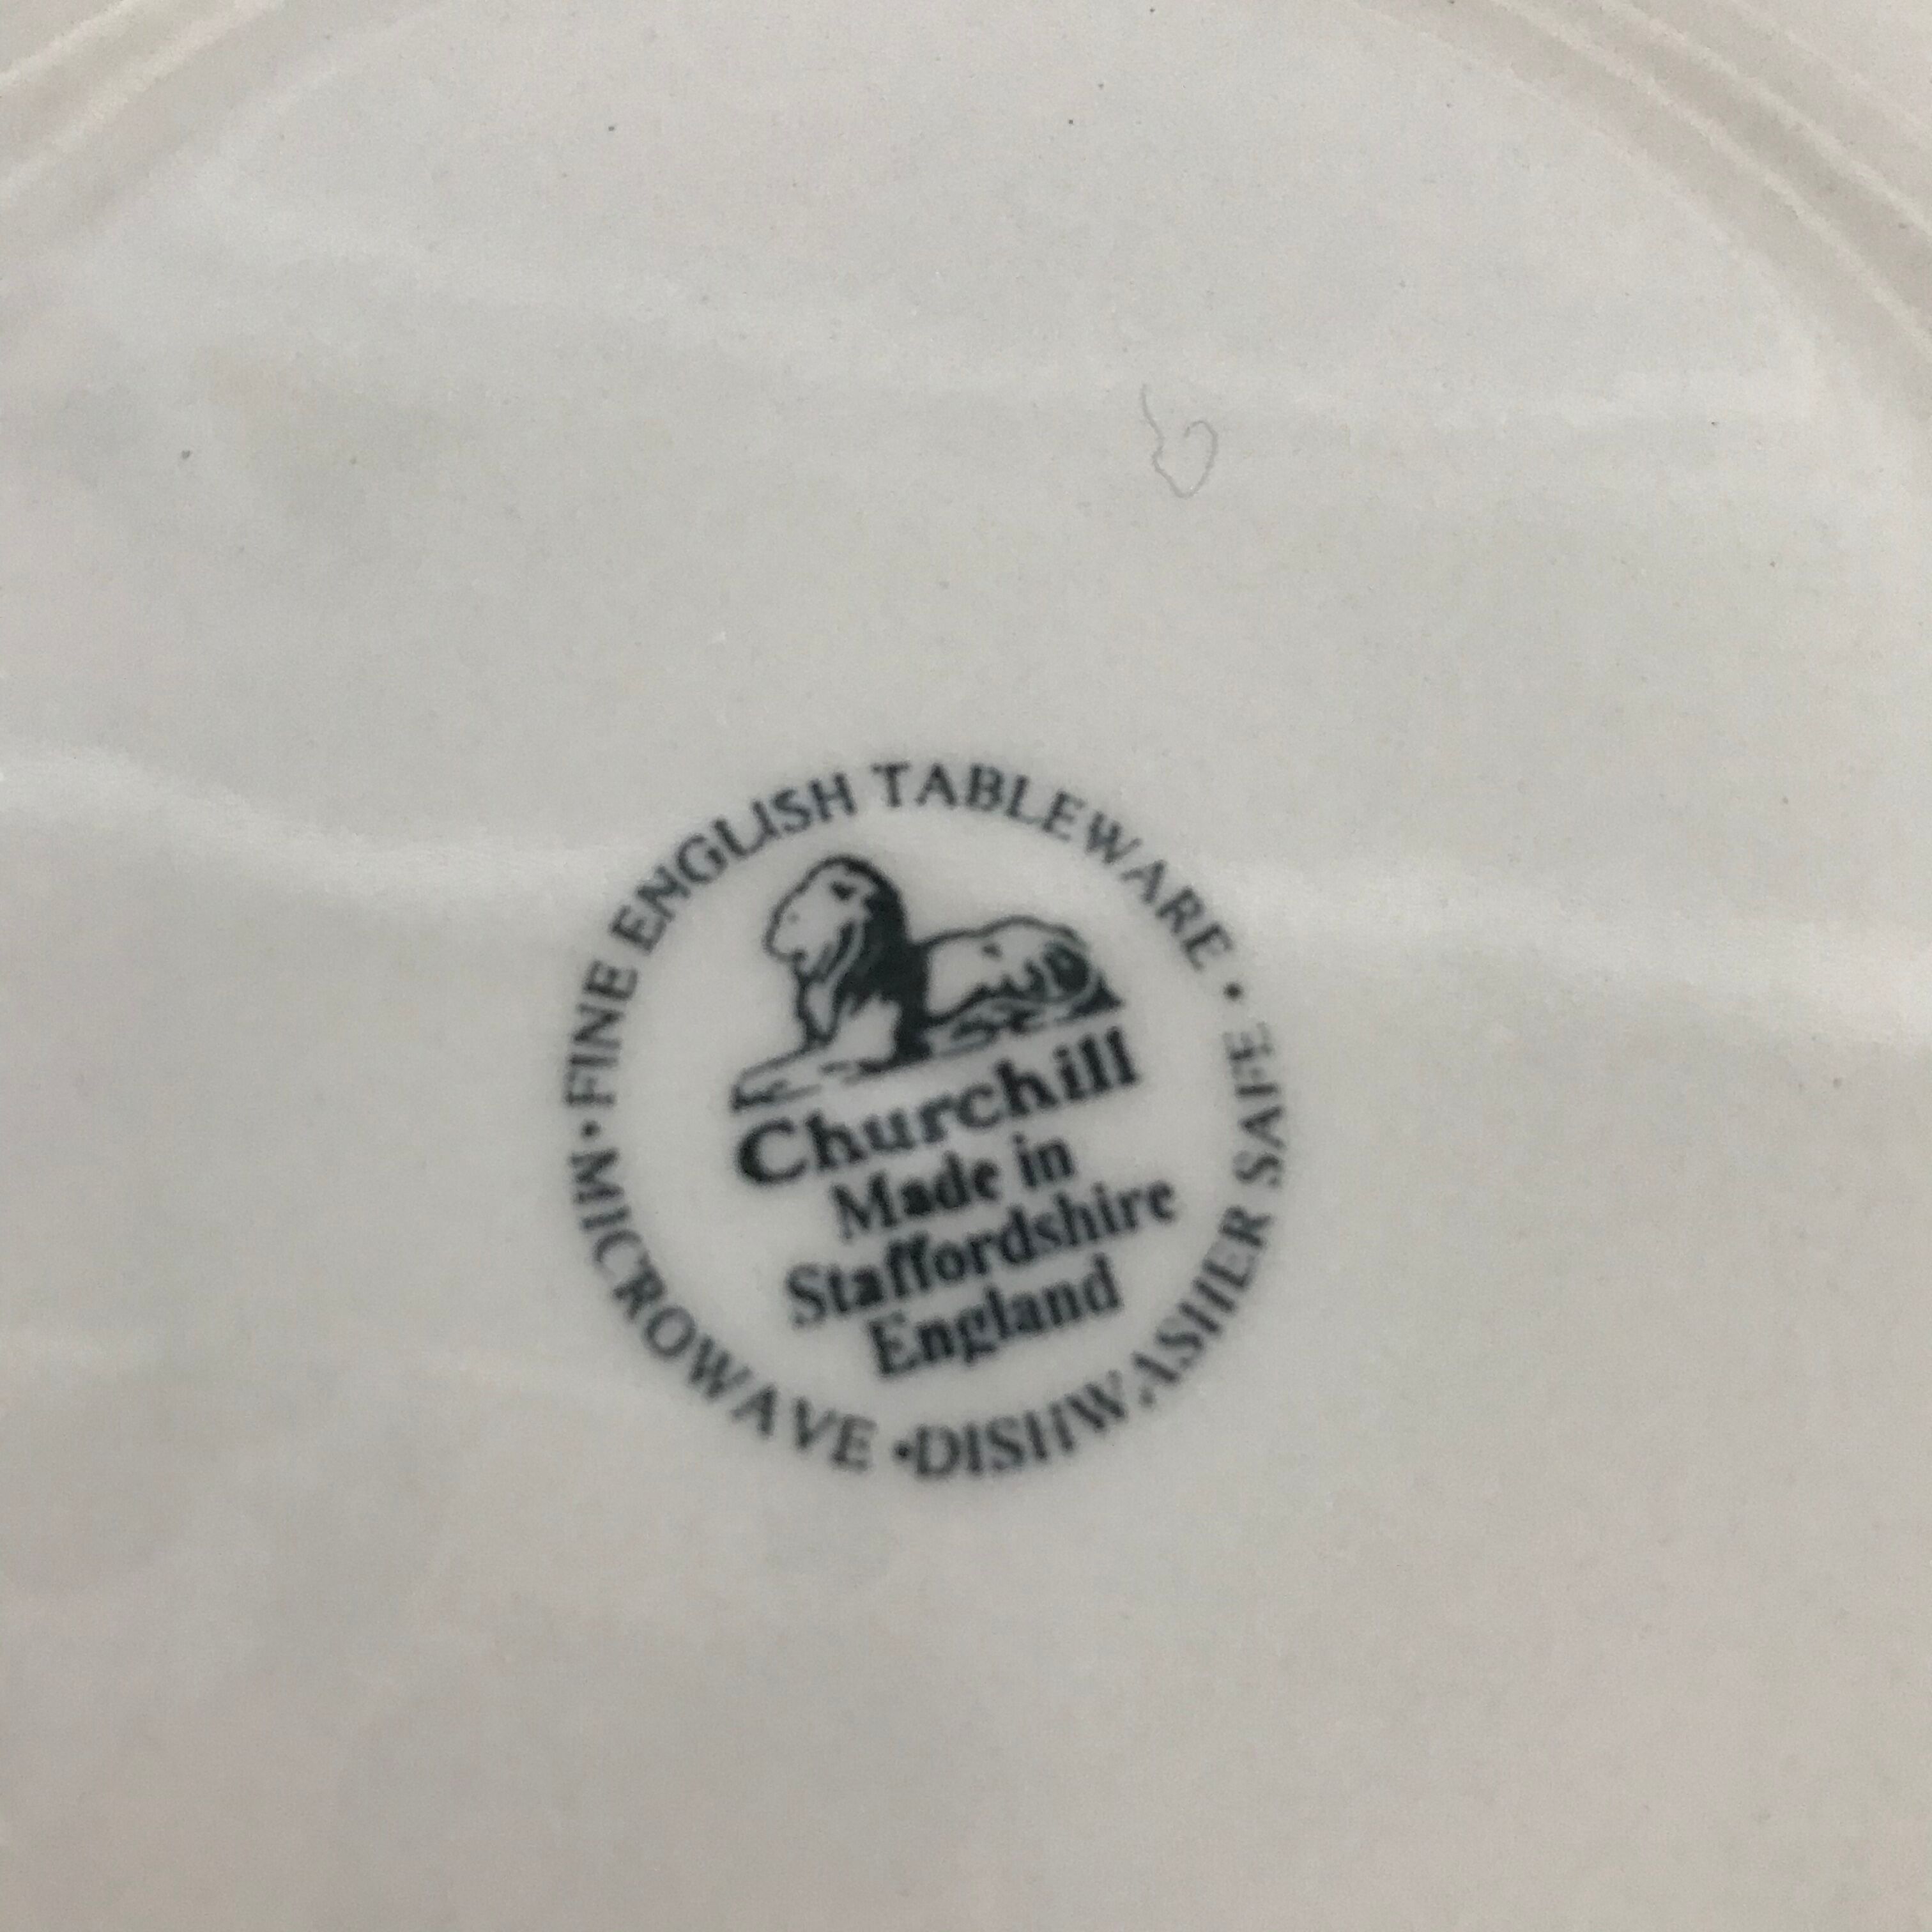 • FINE ENGLISH TABLEWARE •
Churchill
Made in
Staffordshire
England
MICROWAVE • DISHWASHER SAFE